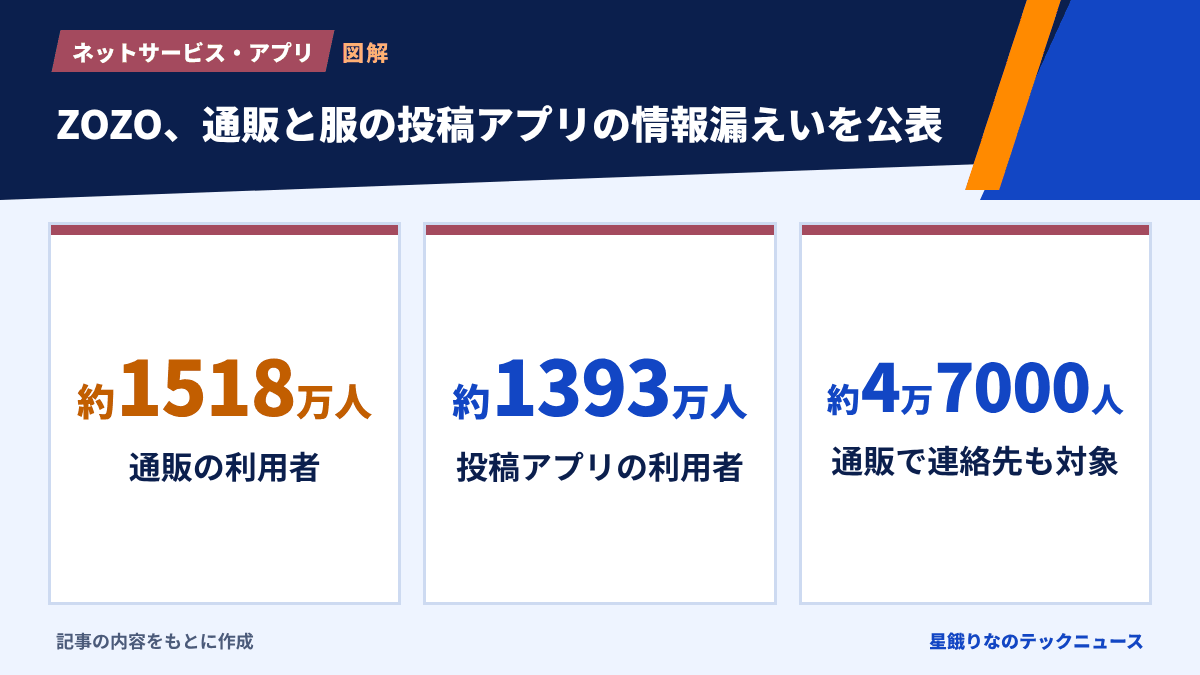 ネットサービス・アプリ 図解
ZOZO、通販と服の投稿アプリの情報漏えいを公表
約1518万人
通販の利用者
約1393万人
投稿アプリの利用者
約4万7000人
通販で連絡先も対象
記事の内容をもとに作成
星餓りなのテックニュース